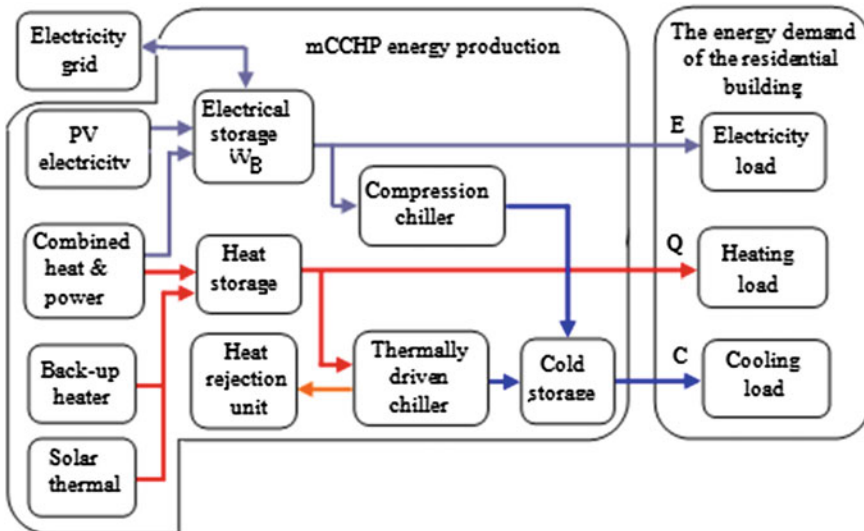 Electricity
grid
mCCHP energy production
The energy demand
of the residential
building
PV
electricity
Electrical
storage
W_B
E
Electricity
load
Compression
chiller
Combined
heat &
power
Heat
storage
Q
Heating
load
Back-up
heater
Heat
rejection
unit
Thermally
driven
chiller
Cold
storage
C
Cooling
load
Solar
thermal